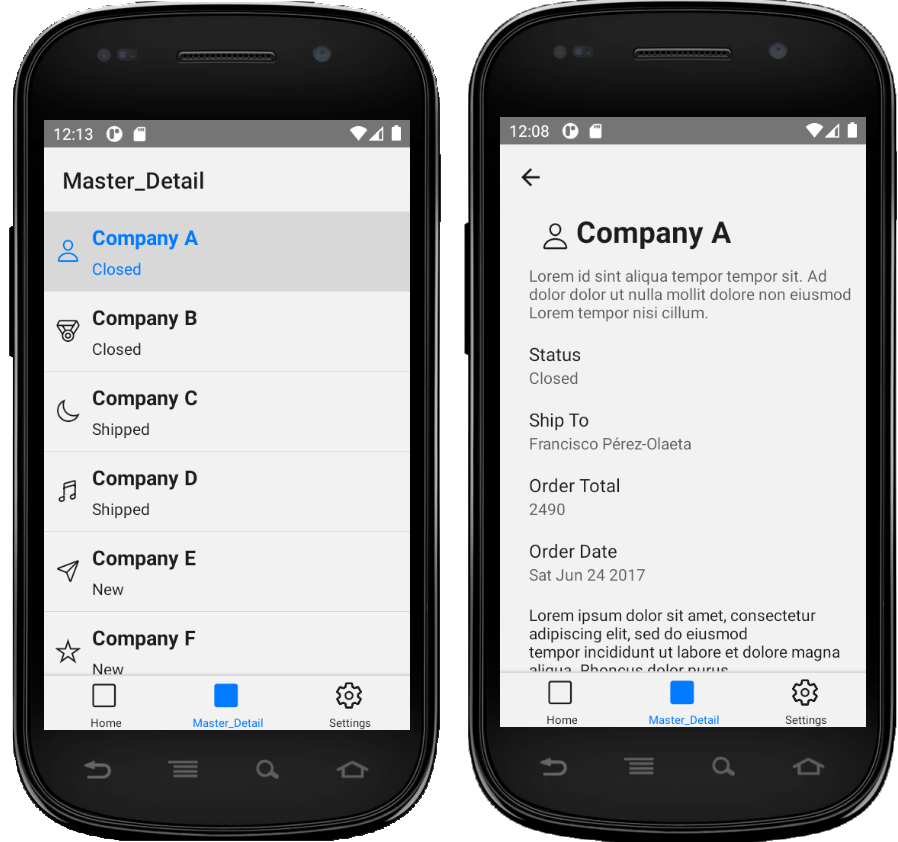 12:13
Master_Detail
Company A
Closed
Company B
Closed
Company C
Shipped
Company D
Shipped
Company E
New
Company F
New
Home
Master_Detail
Settings
12:08
Company A
Lorem id sint aliqua tempor tempor sit. Ad
dolor dolor ut nulla mollit dolore non eiusmod
Lorem tempor nisi cillum.
Status
Closed
Ship To
Francisco Pérez-Olaeta
Order Total
2490
Order Date
Sat Jun 24 2017
Lorem ipsum dolor sit amet, consectetur
adipiscing elit, sed do eiusmod
tempor incididunt ut labore et dolore magna
aliqua. Rhoncus dolor purus
Home
Master_Detail
Settings